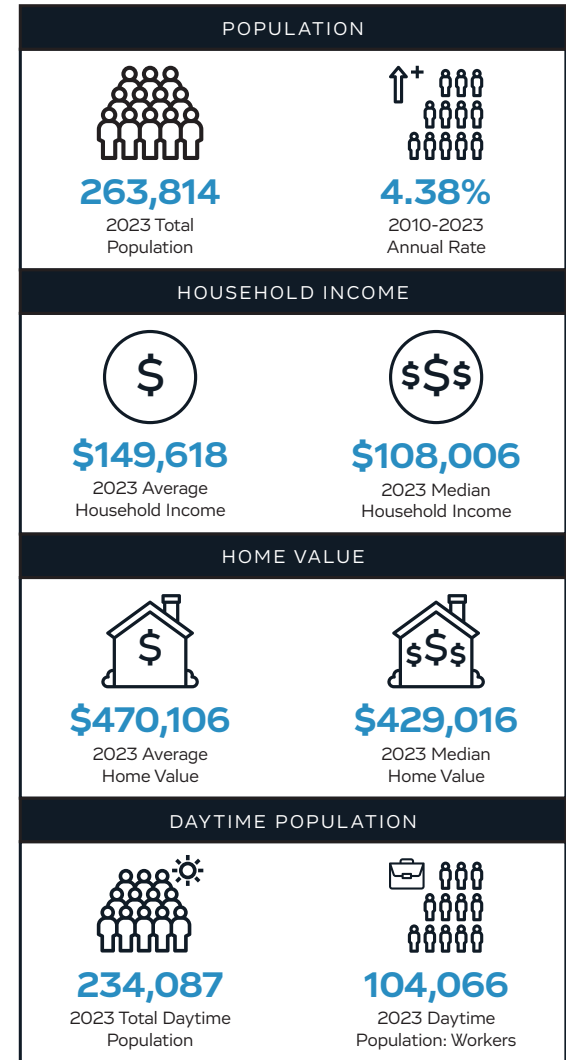 POPULATION
263,814
2023 Total
Population
4.38%
2010-2023
Annual Rate
HOUSEHOLD INCOME
$
$149,618
2023 Average
Household Income
$$$
$108,006
2023 Median
Household Income
HOME VALUE
$
$470,106
2023 Average
Home Value
$$$
$429,016
2023 Median
Home Value
DAYTIME POPULATION
234,087
2023 Total Daytime
Population
104,066
2023 Daytime
Population: Workers